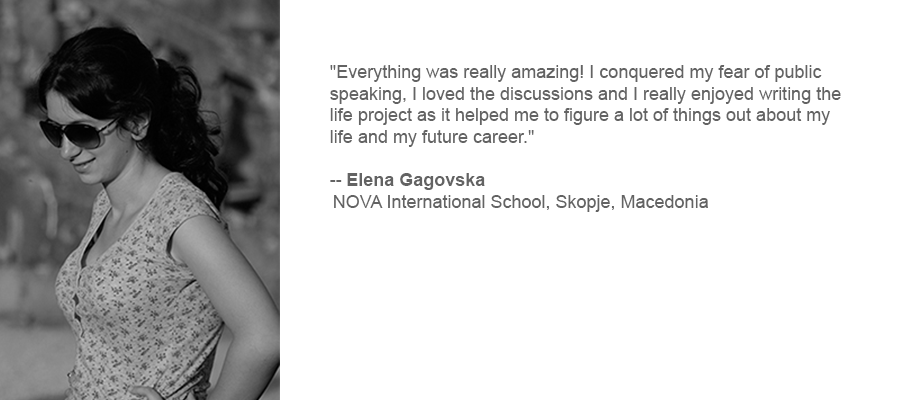 "Everything was really amazing! I conquered my fear of public
speaking, I loved the discussions and I really enjoyed writing the
life project as it helped me to figure a lot of things out about my
life and my future career."
-- Elena Gagovska
NOVA International School, Skopje, Macedonia